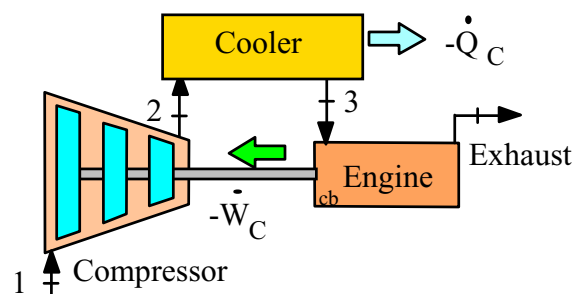 Cooler
-Q̇ C
2
3
Exhaust
Engine
cb
-Ẇ C
Compressor
1